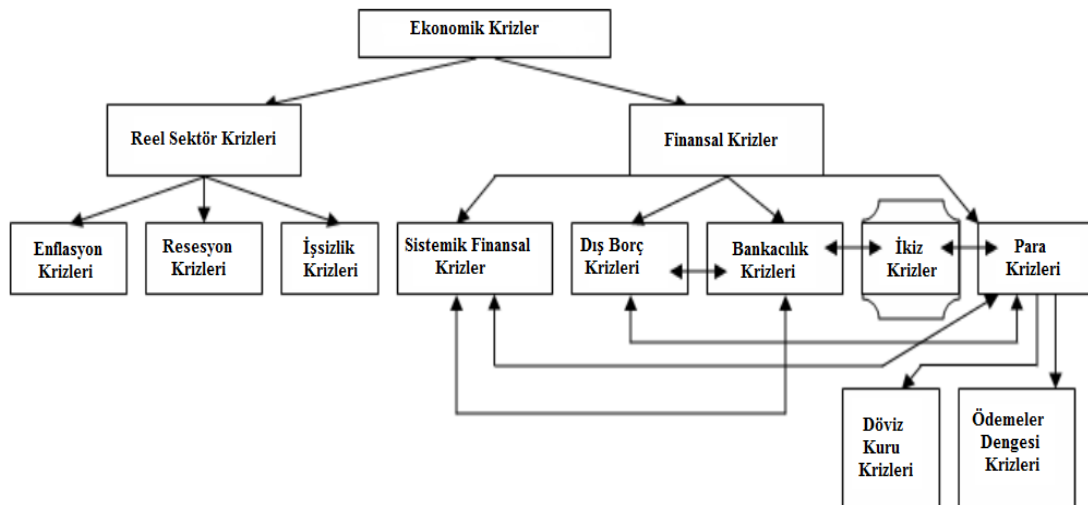 Ekonomik Krizler
Reel Sektör Krizleri
Finansal Krizler
Enflasyon
Krizleri
Resesyon
Krizleri
İşsizlik
Krizleri
Sistemik Finansal
Krizler
Dış Borç
Krizleri
Bankacılık
Krizleri
İkiz
Krizler
Para
Krizleri
Döviz
Kuru
Krizleri
Ödemeler
Dengesi
Krizleri